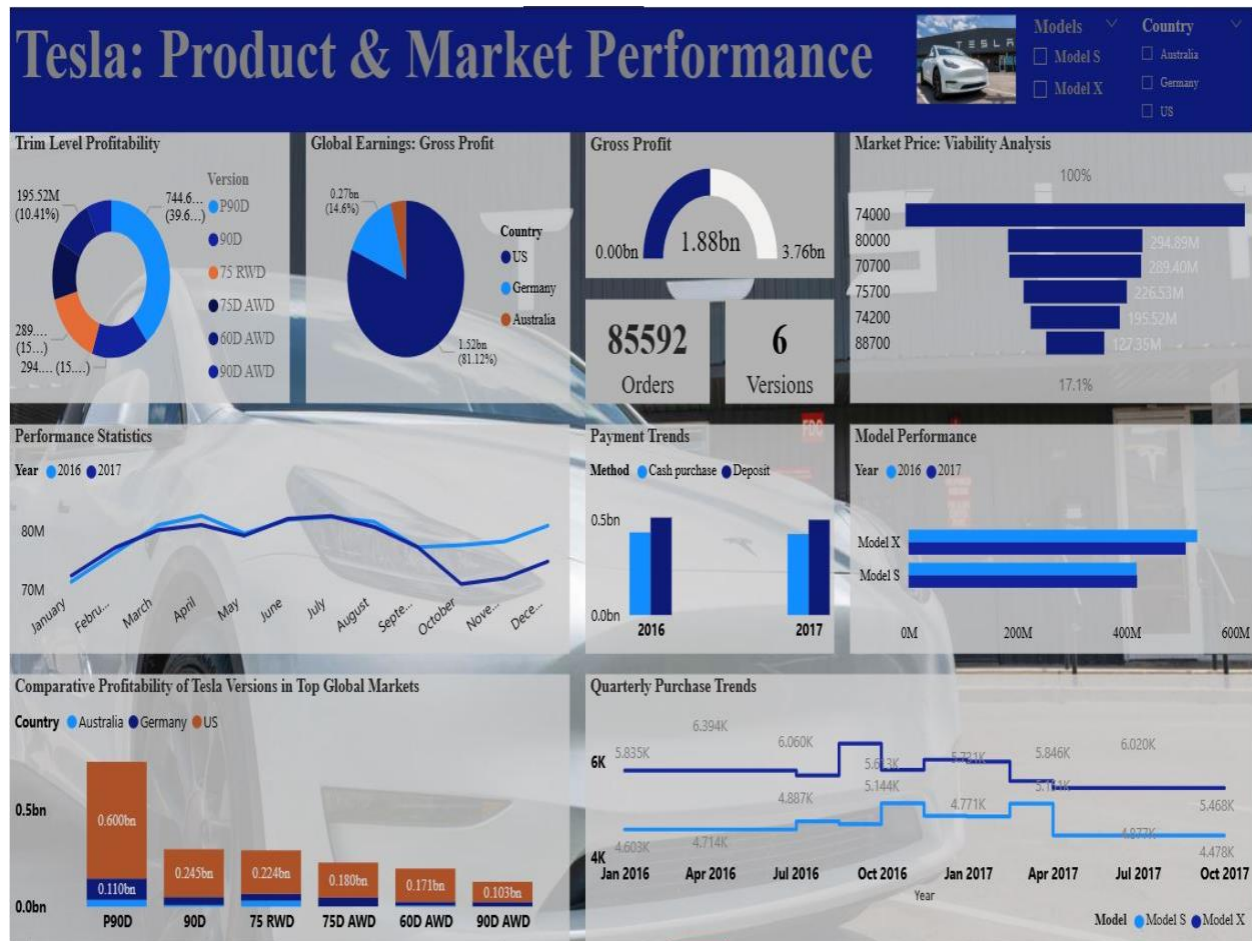 Tesla: Product & Market Performance
TESLA
Models
Model S
Model X
Country
Australia
Germany
US
Trim Level Profitability
195.52M
(10.41%)
744.6...
(39.6...)
289....
(15...)
294.... (15....)
Version
P90D
90D
75 RWD
75D AWD
60D AWD
90D AWD
Global Earnings: Gross Profit
0.27bn
(14.6%)
1.52bn
(81.12%)
Country
US
Germany
Australia
Gross Profit
0.00bn
1.88bn
3.76bn
85592
Orders
6
Versions
Market Price: Viability Analysis
100%
74000
80000
294.89M
70700
289.40M
75700
226.53M
74200
195.52M
88700
127.35M
17.1%
Performance Statistics
Year 2016 2017
80M
70M
January
Febru...
March
April
May
June
July
August
Septe...
October
Nove...
Dece...
Payment Trends
Method Cash purchase Deposit
0.5bn
0.0bn
2016
2017
Model Performance
Year 2016 2017
Model X
Model S
0M
200M
400M
600M
Comparative Profitability of Tesla Versions in Top Global Markets
Country Australia Germany US
0.5bn
0.0bn
0.600bn
0.110bn
0.245bn
0.224bn
0.180bn
0.171bn
0.103bn
P90D
90D
75 RWD
75D AWD
60D AWD
90D AWD
Quarterly Purchase Trends
6K
4K
5.835K
6.394K
6.060K
5.613K
5.721K
5.846K
6.020K
5.468K
4.603K
4.714K
4.887K
5.144K
4.771K
5.151K
4.877K
4.478K
Jan 2016
Apr 2016
Jul 2016
Oct 2016
Jan 2017
Apr 2017
Jul 2017
Oct 2017
Year
Model Model S Model X